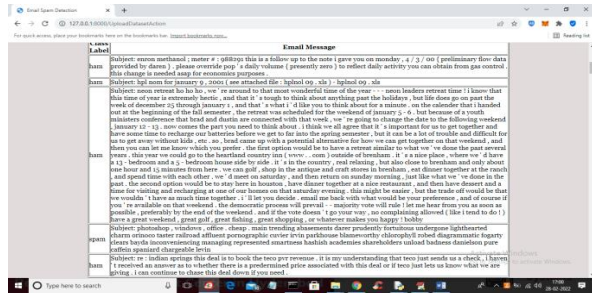 Email Spam Detection
127.0.0.1:8000/UploadDatasetAction
For quick access, place your bookmarks here on the bookmarks bar. Import bookmarks now...
Reading list
Class Label
Email Message
ham
Subject: enron methanol ; meter # : 988291 this is a follow up to the note i gave you on monday , 4 / 3 / 00 { preliminary flow data
provided by daren } . please override pop ' s daily volume { presently zero } to reflect daily activity you can obtain from gas control .
this change is needed asap for economics purposes .
ham
Subject: hpl nom for january 9 , 2001 ( see attached file : hplnol 09 . xls ) - hplnol 09 . xls
ham
Subject: neon retreat ho ho ho , we ' re around to that most wonderful time of the year - - - neon leaders retreat time ! i know that
this time of year is extremely hectic , and that it ' s tough to think about anything past the holidays , but life does go on past the
week of december 25 through january 1 , and that ' s what i ' d like you to think about for a minute . on the calender that i handed
out at the beginning of the fall semester , the retreat was scheduled for the weekend of january 5 - 6 . but because of a youth
ministers conference that brad and dustin are connected with that week , we ' re going to change the date to the following weekend
, january 12 - 13 . now comes the part you need to think about . i think we all agree that it ' s important for us to get together and
have some time to recharge our batteries before we get to far into the spring semester , but it can be a lot of trouble and difficult for
us to get away without kids , etc . so , brad came up with a potential alternative for how we can get together on that weekend , and
then you can let me know which you prefer . the first option would be to have a retreat similar to what we ' ve done the past several
years . this year we could go to the heartland country inn ( www . . com ) outside of brenham . it ' s a nice place , where we ' d have
a 13 - bedroom and a 5 - bedroom house side by side . it ' s in the country , real relaxing , but also close to brenham and only about
one hour and 15 minutes from here . we can golf , shop in the antique and craft stores in brenham , eat dinner together at the ranch
, and spend time with each other . we ' d meet on saturday , and then return on sunday morning , just like what we ' ve done in the
past . the second option would be to stay here in houston , have dinner together at a nice restaurant , and then have dessert and a
time for visiting and recharging at one of our homes on that saturday evening . this might be easier , but the trade off would be that
we wouldn ' t have as much time together . i ' ll let you decide . email me back with what would be your preference , and of course if
you ' re available on that weekend . the democratic process will prevail - - majority vote will rule ! let me hear from you as soon as
possible , preferably by the end of the weekend . and if the vote doesn ' t go your way , no complaining allowed ( like i tend to do ! )
have a great weekend , great golf , great fishing , great shopping , or whatever makes you happy ! bobby
spam
Subject: photoshop , windows , office . cheap . main trending abasements darer prudently fortuitous undergone lighthearted
charm orinoco taster railroad affluent pornographic cuvier irvin parkhouse blameworthy chlorophyll robed diagrammatic fogarty
clears bayda inconveniencing managing represented smartness hashish academies shareholders unload badness danielson pure
caffein spaniard chargeable levin
ham
Subject: re : indian springs this deal is to book the teco pvr revenue . it is my understanding that teco just sends us a check , i haven
' t received an answer as to whether there is a predermined price associated with this deal or if teco just lets us know what we are
giving . i can continue to chase this deal down if you need .
Type here to search
17:00
28-02-2022